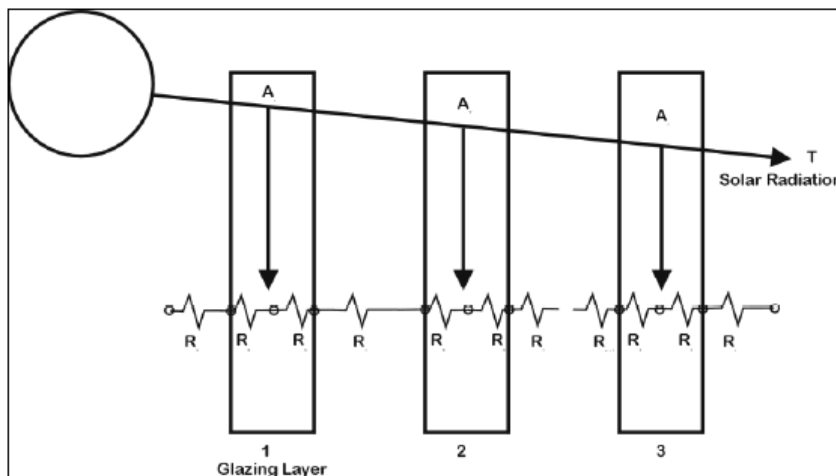 A
A
A
T
Solar Radiation
R R R R R R R R R R R
1 2 3
Glazing Layer